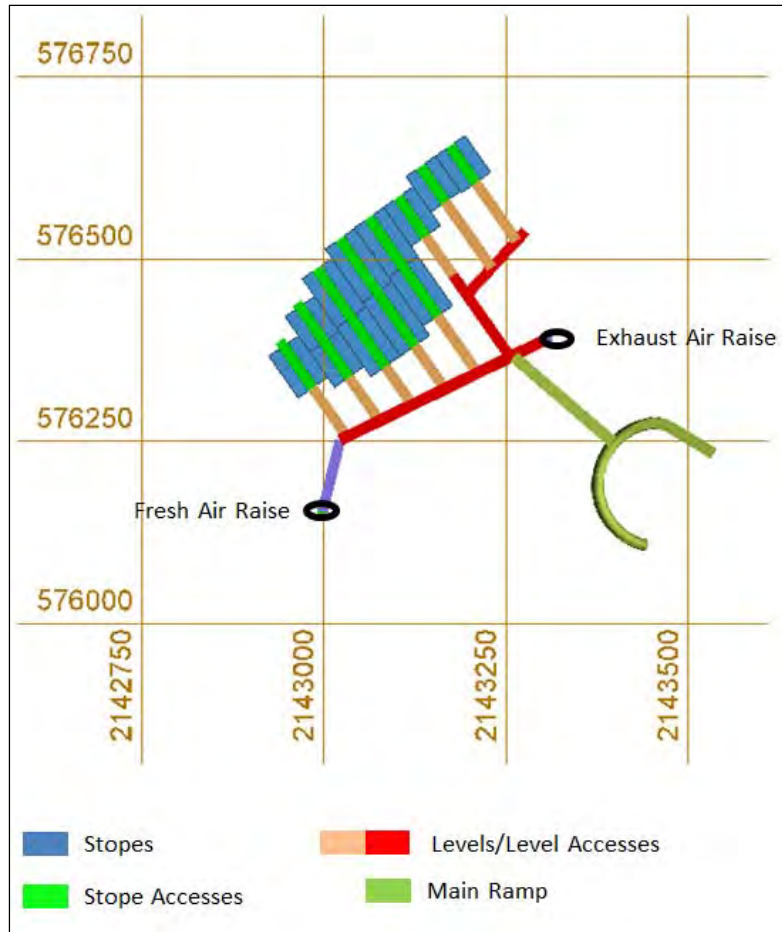 576750
576500
Exhaust Air Raise
576250
Fresh Air Raise
576000
2142750
2143000
2143250
2143500
Stopes
Levels/Level Accesses
Stope Accesses
Main Ramp